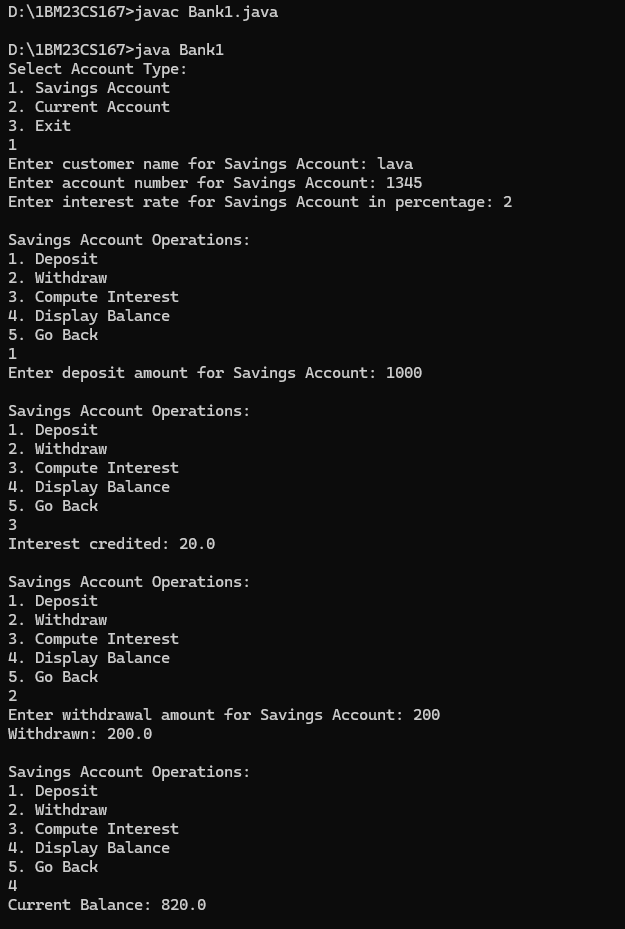 D:\1BM23CS167>javac Bank1.java
D:\1BM23CS167>java Bank1
Select Account Type:
1. Savings Account
2. Current Account
3. Exit
1
Enter customer name for Savings Account: lava
Enter account number for Savings Account: 1345
Enter interest rate for Savings Account in percentage: 2
Savings Account Operations:
1. Deposit
2. Withdraw
3. Compute Interest
4. Display Balance
5. Go Back
1
Enter deposit amount for Savings Account: 1000
Savings Account Operations:
1. Deposit
2. Withdraw
3. Compute Interest
4. Display Balance
5. Go Back
3
Interest credited: 20.0
Savings Account Operations:
1. Deposit
2. Withdraw
3. Compute Interest
4. Display Balance
5. Go Back
2
Enter withdrawal amount for Savings Account: 200
Withdrawn: 200.0
Savings Account Operations:
1. Deposit
2. Withdraw
3. Compute Interest
4. Display Balance
5. Go Back
4
Current Balance: 820.0